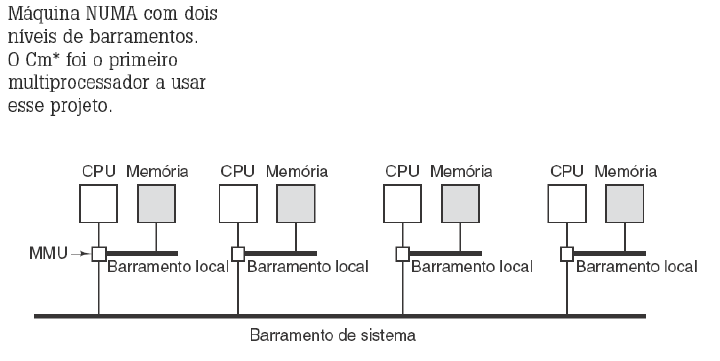 Máquina NUMA com dois
níveis de barramentos.
O Cm* foi o primeiro
multiprocessador a usar
esse projeto.
CPU Memória CPU Memória CPU Memória CPU Memória
MMU
Barramento local Barramento local Barramento local Barramento local
Barramento de sistema